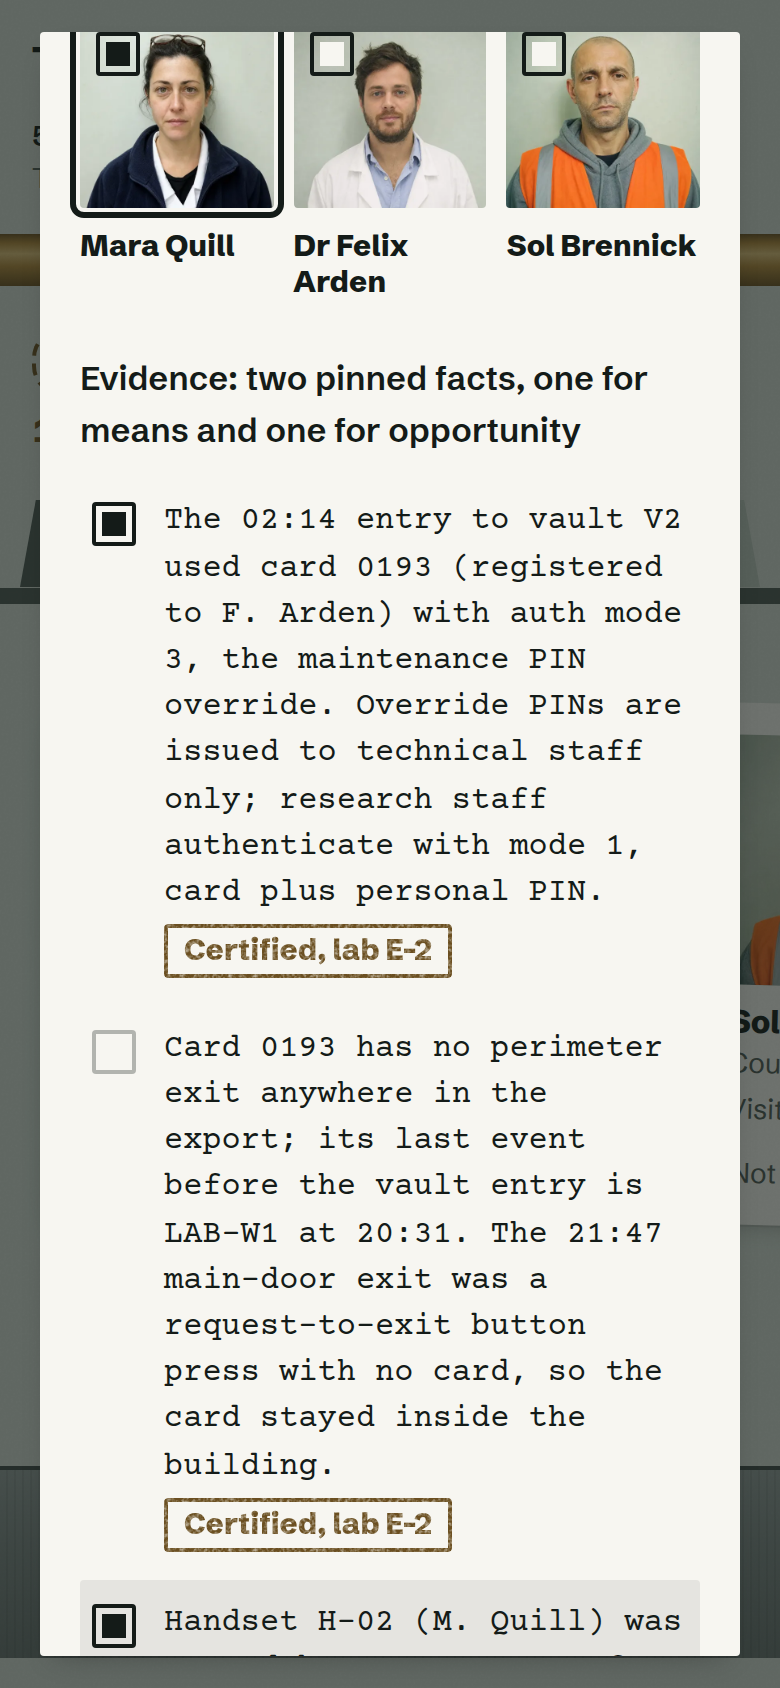 Mara Quill
Dr Felix
Arden
Sol Brennick
Evidence: two pinned facts, one for
means and one for opportunity
The 02:14 entry to vault V2
used card 0193 (registered
to F. Arden) with auth mode
3, the maintenance PIN
override. Override PINs are
issued to technical staff
only; research staff
authenticate with mode 1,
card plus personal PIN.
Certified, lab E-2
Card 0193 has no perimeter
exit anywhere in the
export; its last event
before the vault entry is
LAB-W1 at 20:31. The 21:47
main-door exit was a
request-to-exit button
press with no card, so the
card stayed inside the
building.
Certified, lab E-2
Handset H-02 (M. Quill) was
Sol
Cou
Visit
Not